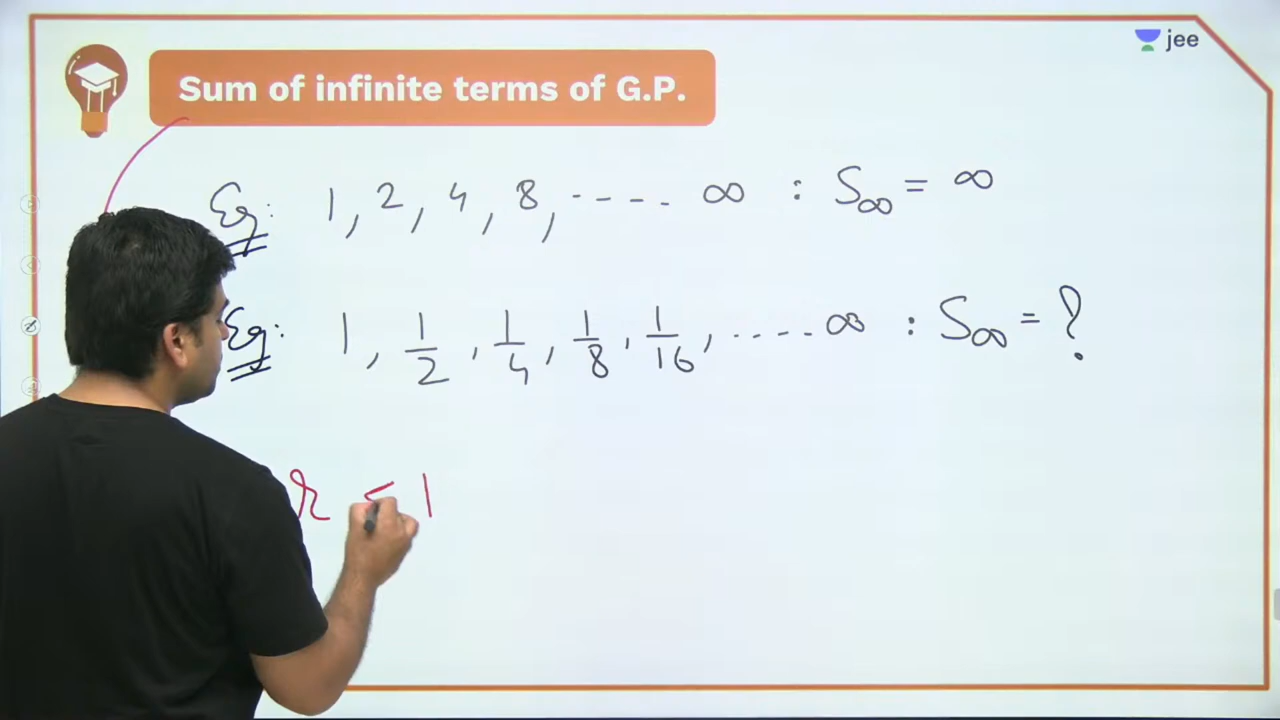 jee
Sum of infinite terms of G.P.
Eg: 1, 2, 4, 8, ---- ∞ : S∞ = ∞
Eg: 1, 1/2, 1/4, 1/8, 1/16, ..... ∞ : S∞ = ?
r < 1